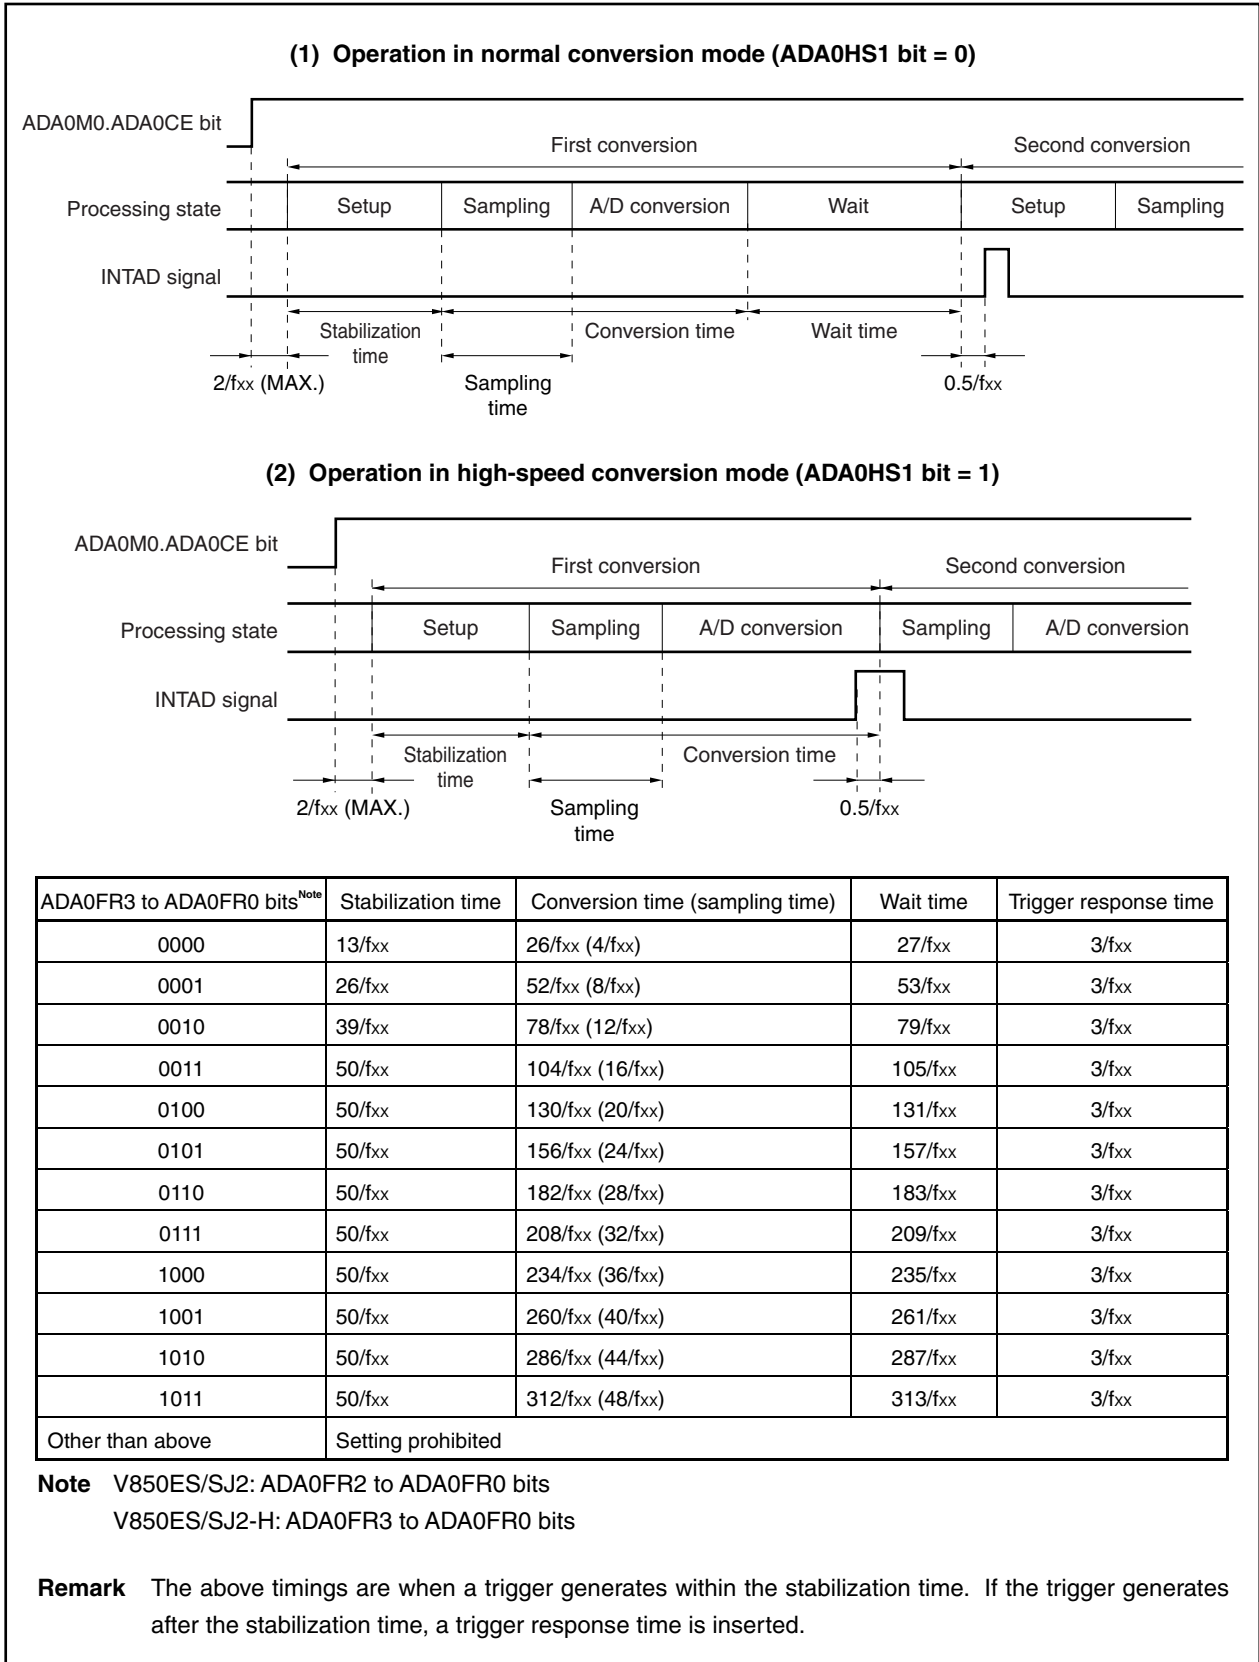 (1) Operation in normal conversion mode (ADA0HS1 bit = 0)
ADA0M0.ADA0CE bit
First conversion Second conversion
Processing state Setup Sampling A/D conversion Wait Setup Sampling
INTAD signal
Stabilization time Conversion time Wait time
2/fxx (MAX.) Sampling time 0.5/fxx
(2) Operation in high-speed conversion mode (ADA0HS1 bit = 1)
ADA0M0.ADA0CE bit
First conversion Second conversion
Processing state Setup Sampling A/D conversion Sampling A/D conversion
INTAD signal
Stabilization time Conversion time
2/fxx (MAX.) Sampling time 0.5/fxx
ADA0FR3 to ADA0FR0 bitsNote Stabilization time Conversion time (sampling time) Wait time Trigger response time
0000 13/fxx 26/fxx (4/fxx) 27/fxx 3/fxx
0001 26/fxx 52/fxx (8/fxx) 53/fxx 3/fxx
0010 39/fxx 78/fxx (12/fxx) 79/fxx 3/fxx
0011 50/fxx 104/fxx (16/fxx) 105/fxx 3/fxx
0100 50/fxx 130/fxx (20/fxx) 131/fxx 3/fxx
0101 50/fxx 156/fxx (24/fxx) 157/fxx 3/fxx
0110 50/fxx 182/fxx (28/fxx) 183/fxx 3/fxx
0111 50/fxx 208/fxx (32/fxx) 209/fxx 3/fxx
1000 50/fxx 234/fxx (36/fxx) 235/fxx 3/fxx
1001 50/fxx 260/fxx (40/fxx) 261/fxx 3/fxx
1010 50/fxx 286/fxx (44/fxx) 287/fxx 3/fxx
1011 50/fxx 312/fxx (48/fxx) 313/fxx 3/fxx
Other than above Setting prohibited
Note V850ES/SJ2: ADA0FR2 to ADA0FR0 bits
V850ES/SJ2-H: ADA0FR3 to ADA0FR0 bits
Remark The above timings are when a trigger generates within the stabilization time. If the trigger generates
after the stabilization time, a trigger response time is inserted.